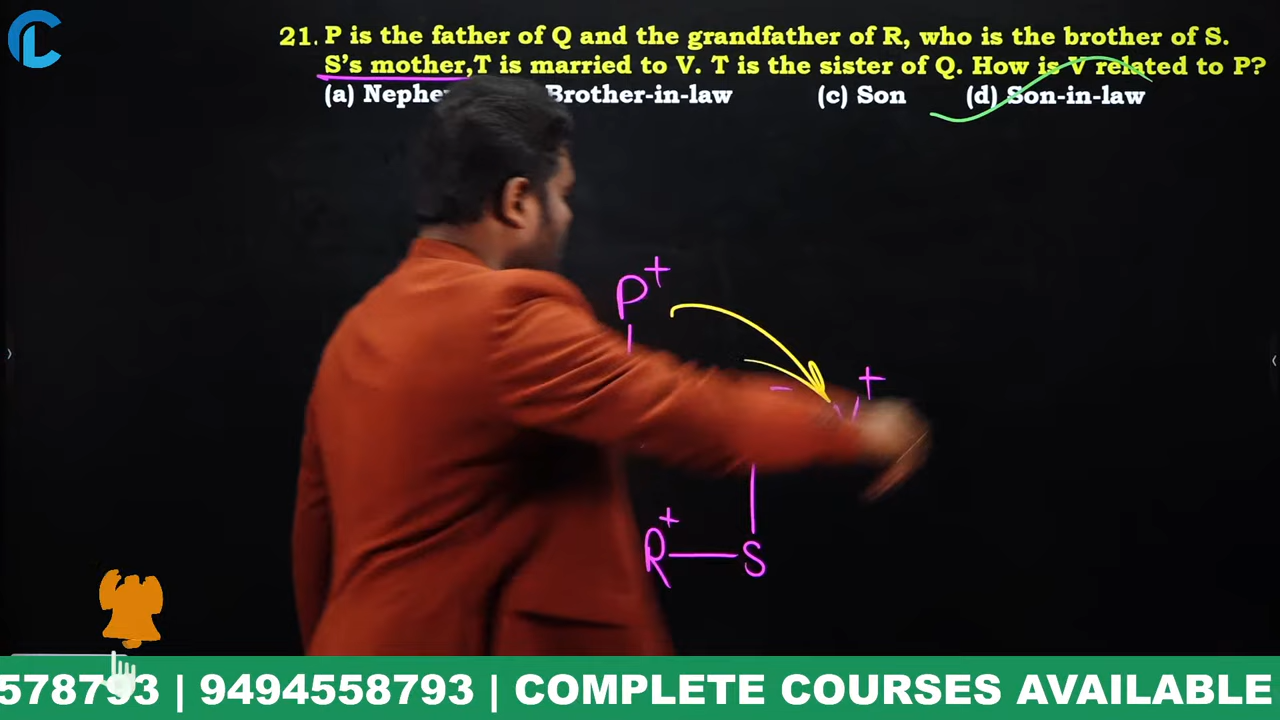 21. P is the father of Q and the grandfather of R, who is the brother of S.
S's mother,T is married to V. T is the sister of Q. How is V related to P?
(a) Brother-in-law (c) Son (d) Son-in-law
P+
- V+
R+ — S
578793 | 9494558793 | COMPLETE COURSES AVAILABLE